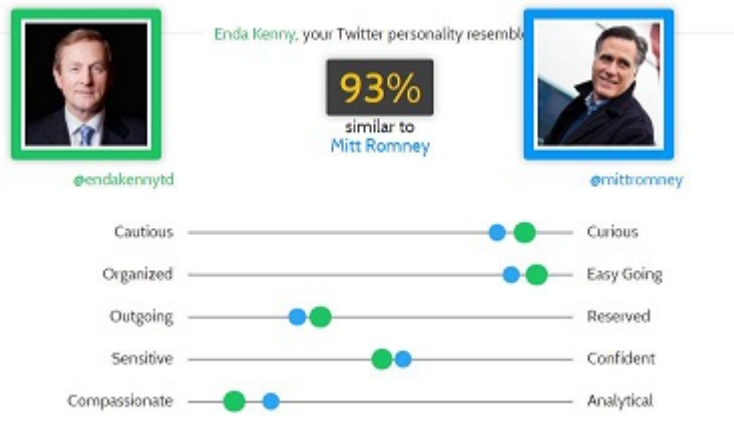 Enda Kenny, your Twitter personality resembl
93%
similar to
Mitt Romney
@endakennytd
@mittromney
Cautious Curious
Organized Easy Going
Outgoing Reserved
Sensitive Confident
Compassionate Analytical